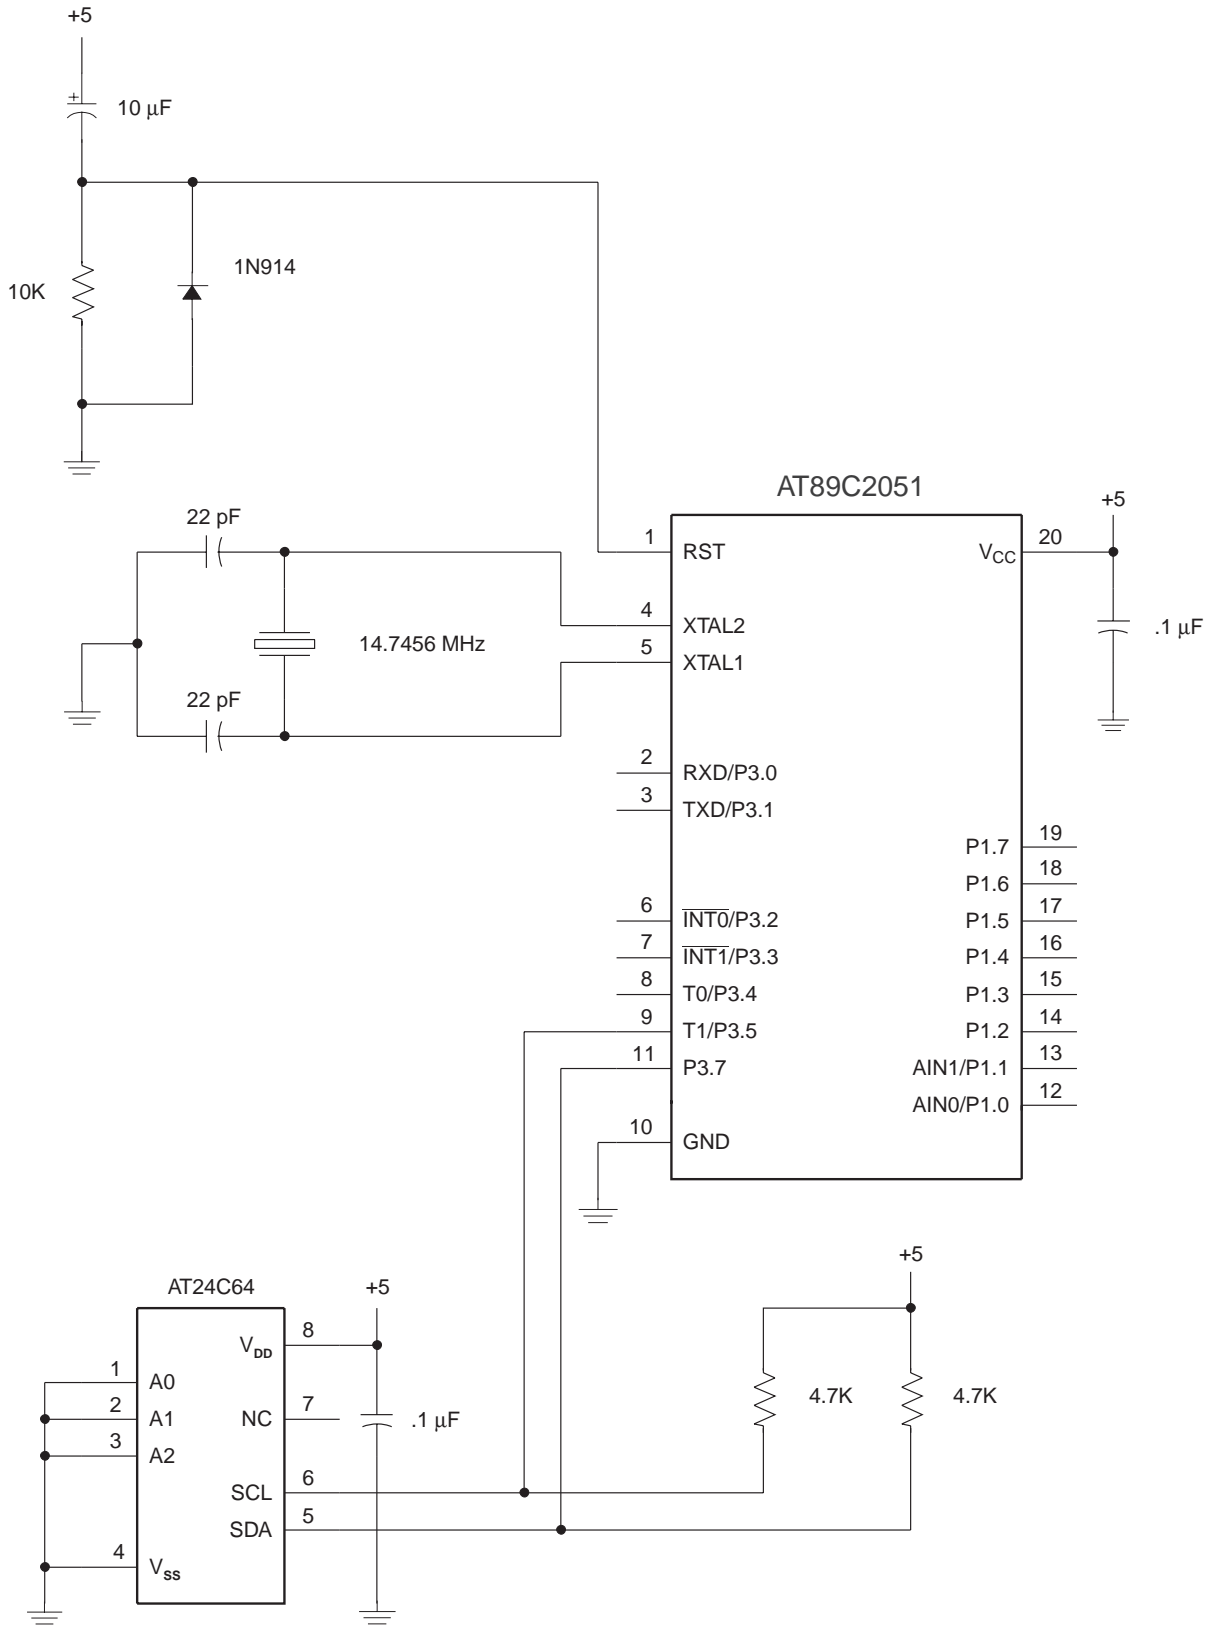 +5
+
10 µF
1N914
10K
AT89C2051
+5
22 pF
1 RST
VCC 20
4 XTAL2
.1 µF
14.7456 MHz
5 XTAL1
22 pF
2 RXD/P3.0
3 TXD/P3.1
P1.7 19
P1.6 18
6 INT0/P3.2
P1.5 17
7 INT1/P3.3
P1.4 16
8 T0/P3.4
P1.3 15
9 T1/P3.5
P1.2 14
11 P3.7
AIN1/P1.1 13
AIN0/P1.0 12
10 GND
+5
AT24C64
+5
VDD 8
1 A0
4.7K
4.7K
2 A1
NC 7
.1 µF
3 A2
SCL 6
SDA 5
4 VSS